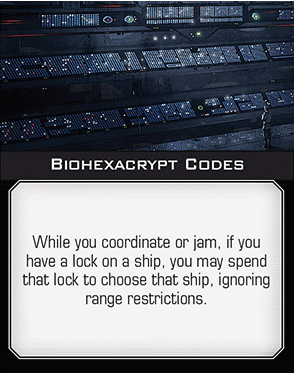 BIOHEXACRYPT CODES
While you coordinate or jam, if you
have a lock on a ship, you may spend
that lock to choose that ship, ignoring
range restrictions.